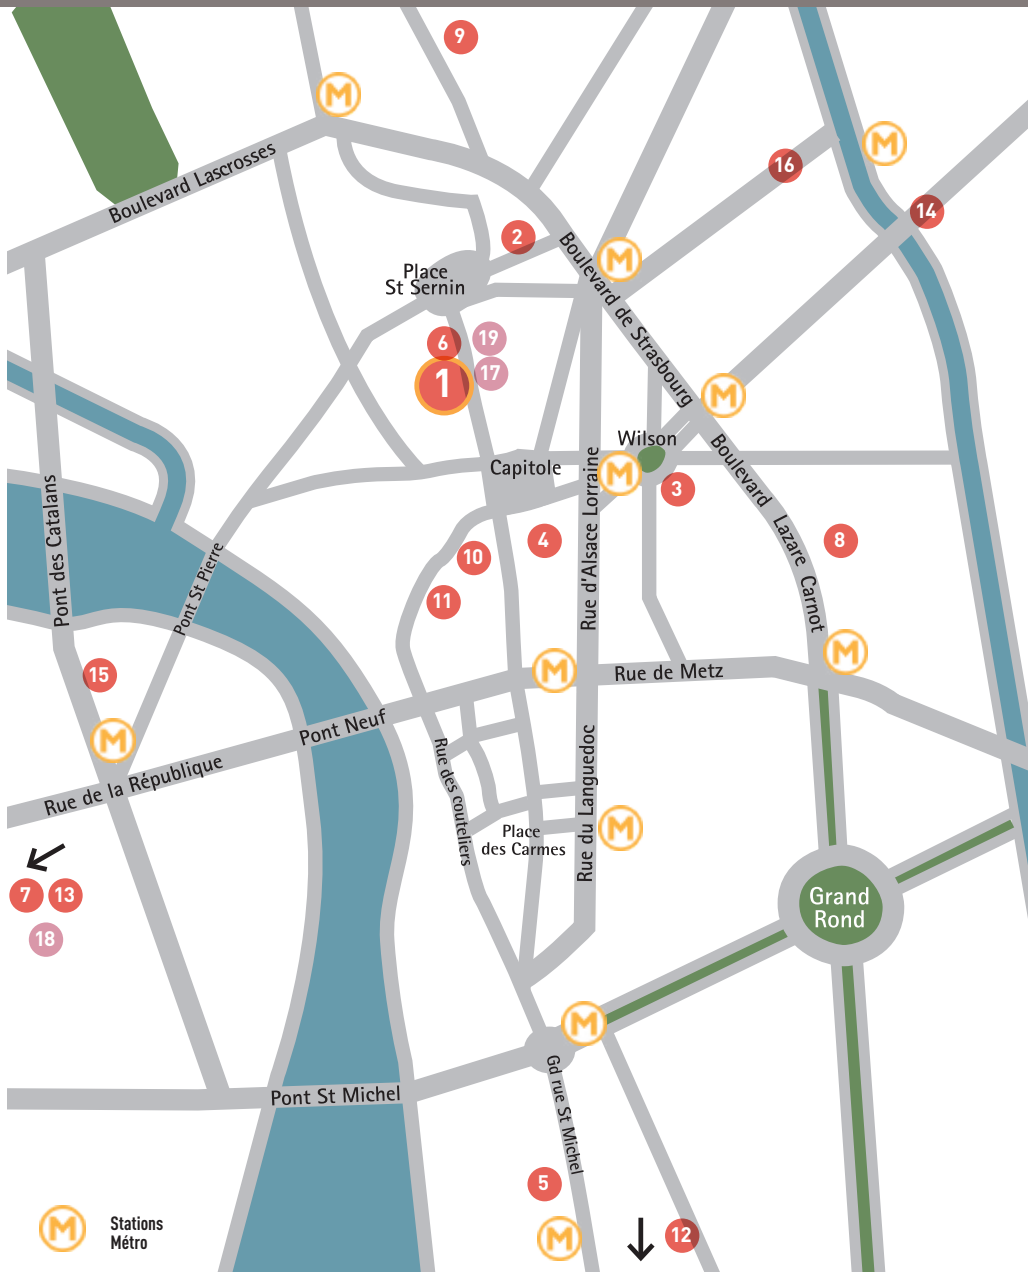 9
M
M
16
14
Boulevard Lascrosses
2
M
Place
St Sernin
Boulevard de Strasbourg
6
19
17
1
M
Wilson
Capitole
M
3
Boulevard Lazare Carnot
Pont des Catalans
Pont St Pierre
Rue d'Alsace Lorraine
4
8
10
11
15
M
M
Rue de Metz
M
Pont Neuf
Rue de la République
Rue des couteliers
Rue du Languedoc
Place
des Carmes
M
7
13
18
Grand
Rond
M
Pont St Michel
Gd rue St Michel
5
M
12
M
Stations
Métro